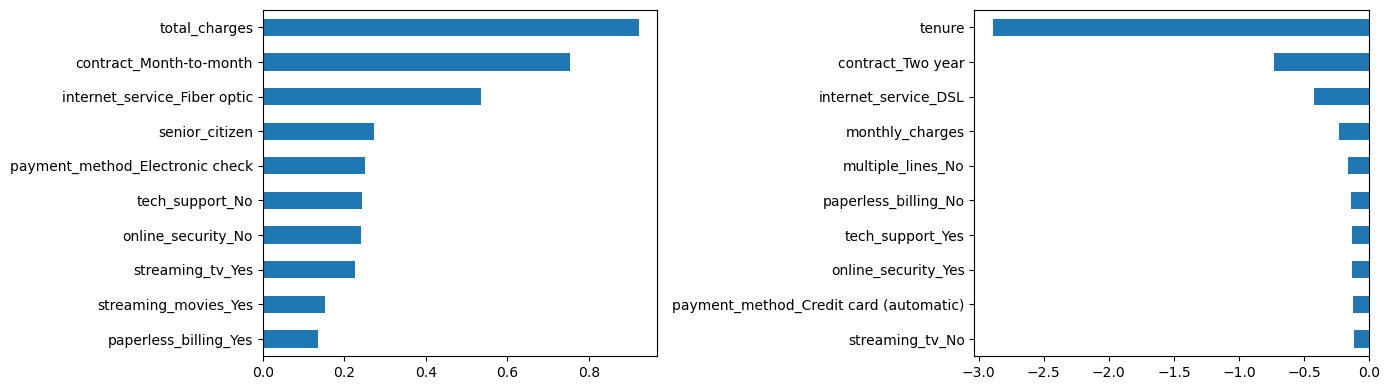 total_charges
contract_Month-to-month
internet_service_Fiber optic
senior_citizen
payment_method_Electronic check
tech_support_No
online_security_No
streaming_tv_Yes
streaming_movies_Yes
paperless_billing_Yes
0.0 0.2 0.4 0.6 0.8
tenure
contract_Two year
internet_service_DSL
monthly_charges
multiple_lines_No
paperless_billing_No
tech_support_Yes
online_security_Yes
payment_method_Credit card (automatic)
streaming_tv_No
−3.0 −2.5 −2.0 −1.5 −1.0 −0.5 0.0